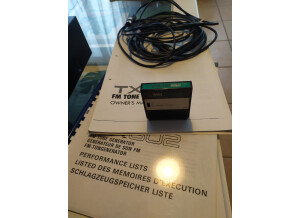 TX
FM TONE
OWNER'S MA
802
FM TONE GENERATOR
GENERATEUR DE SON FM
FM-TONGENERATOR
PERFORMANCE LISTS
LISTED DES MEMOIRES D'EXECUTION
SCHLAGZEUGSPEICHER LISTE